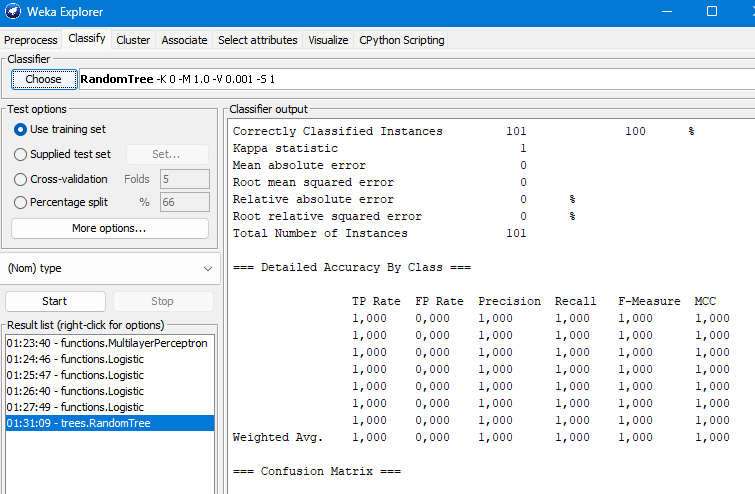 Weka Explorer
Preprocess Classify Cluster Associate Select attributes Visualize CPython Scripting
Classifier
Choose RandomTree -K 0 -M 1.0 -V 0.001 -S 1
Test options
Use training set
Supplied test set Set...
Cross-validation Folds 5
Percentage split % 66
More options...
(Nom) type
Start Stop
Result list (right-click for options)
01:23:40 - functions.MultilayerPerceptron
01:24:46 - functions.Logistic
01:25:47 - functions.Logistic
01:26:40 - functions.Logistic
01:27:49 - functions.Logistic
01:31:09 - trees.RandomTree
Classifier output
Correctly Classified Instances 101 100 %
Kappa statistic 1
Mean absolute error 0
Root mean squared error 0
Relative absolute error 0 %
Root relative squared error 0 %
Total Number of Instances 101
=== Detailed Accuracy By Class ===
TP Rate FP Rate Precision Recall F-Measure MCC
1,000 0,000 1,000 1,000 1,000 1,000
1,000 0,000 1,000 1,000 1,000 1,000
1,000 0,000 1,000 1,000 1,000 1,000
1,000 0,000 1,000 1,000 1,000 1,000
1,000 0,000 1,000 1,000 1,000 1,000
1,000 0,000 1,000 1,000 1,000 1,000
1,000 0,000 1,000 1,000 1,000 1,000
Weighted Avg. 1,000 0,000 1,000 1,000 1,000 1,000
=== Confusion Matrix ===